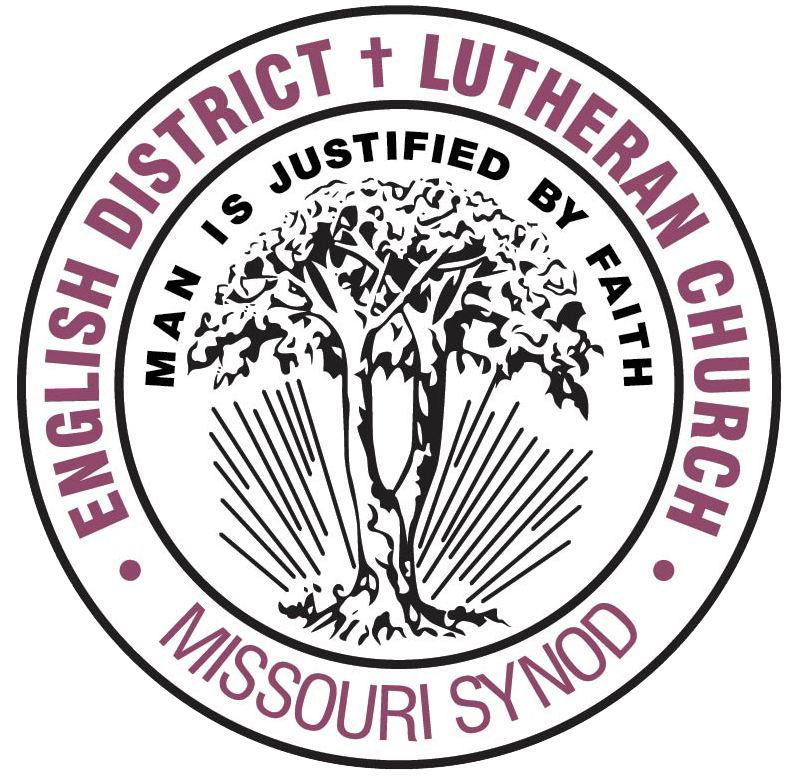 ENGLISH DISTRICT † LUTHERAN CHURCH
• MISSOURI SYNOD •
MAN IS JUSTIFIED BY FAITH